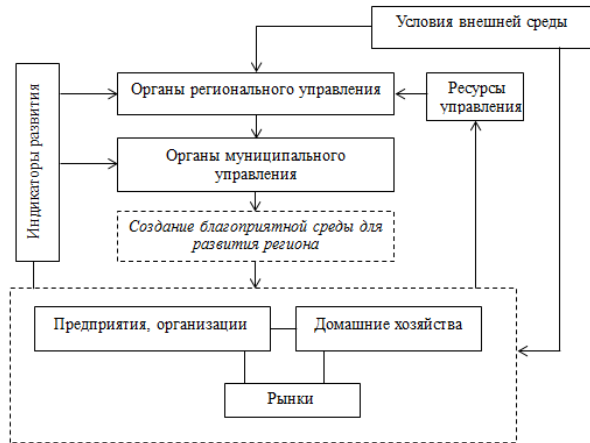 Условия внешней среды
Органы регионального управления
Ресурсы
управления
Индикаторы развития
Органы муниципального
управления
Создание благоприятной среды для
развития региона
Предприятия, организации
Домашние хозяйства
Рынки